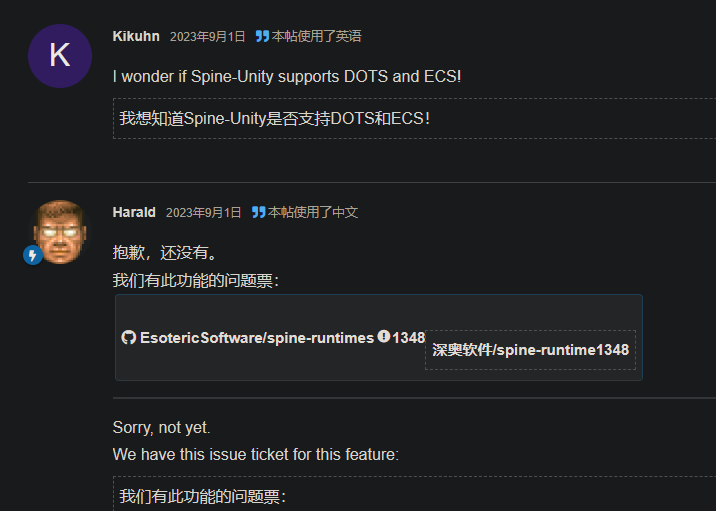 K
Kikuhn 2023年9月1日 本帖使用了英语
I wonder if Spine-Unity supports DOTS and ECS!
我想知道Spine-Unity是否支持DOTS和ECS！
Harald 2023年9月1日 本帖使用了中文
抱歉，还没有。
我们有此功能的问题票：
EsotericSoftware/spine-runtimes 1348
深奥软件/spine-runtime1348
Sorry, not yet.
We have this issue ticket for this feature:
我们有此功能的问题票：